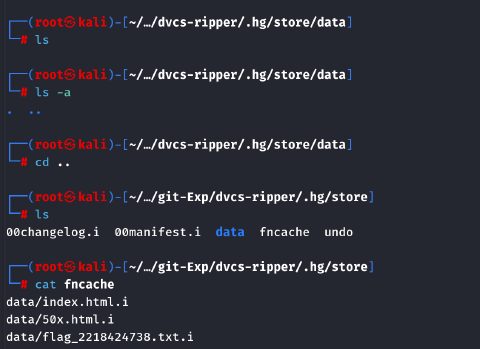 ┌──(root㉿kali)-[~/…/dvcs-ripper/.hg/store/data]
└─# ls
┌──(root㉿kali)-[~/…/dvcs-ripper/.hg/store/data]
└─# ls -a
. ..
┌──(root㉿kali)-[~/…/dvcs-ripper/.hg/store/data]
└─# cd ..
┌──(root㉿kali)-[~/…/git-Exp/dvcs-ripper/.hg/store]
└─# ls
00changelog.i 00manifest.i data fncache undo
┌──(root㉿kali)-[~/…/git-Exp/dvcs-ripper/.hg/store]
└─# cat fncache
data/index.html.i
data/50x.html.i
data/flag_2218424738.txt.i